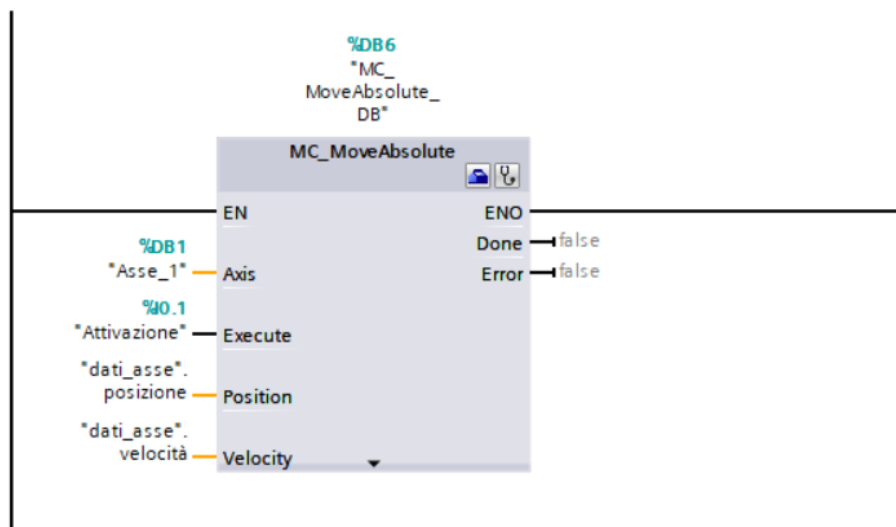 %DB6
"MC_
MoveAbsolute_
DB"
MC_MoveAbsolute
EN ENO
Done false
%DB1
"Asse_1" Axis Error false
%I0.1
"Attivazione" Execute
"dati_asse".
posizione Position
"dati_asse".
velocità Velocity